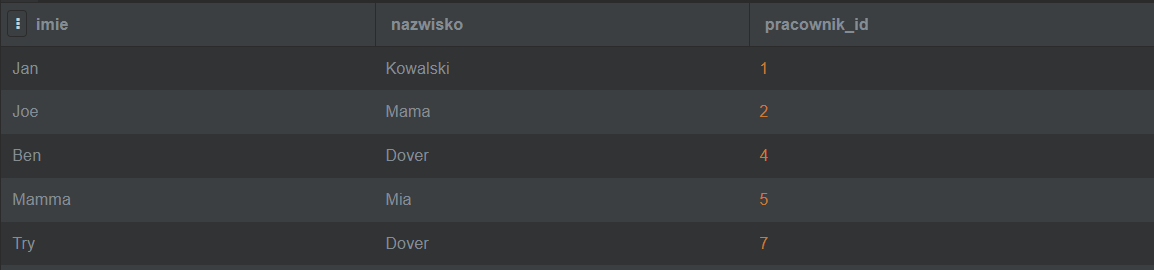 imie nazwisko pracownik_id
Jan Kowalski 1
Joe Mama 2
Ben Dover 4
Mamma Mia 5
Try Dover 7